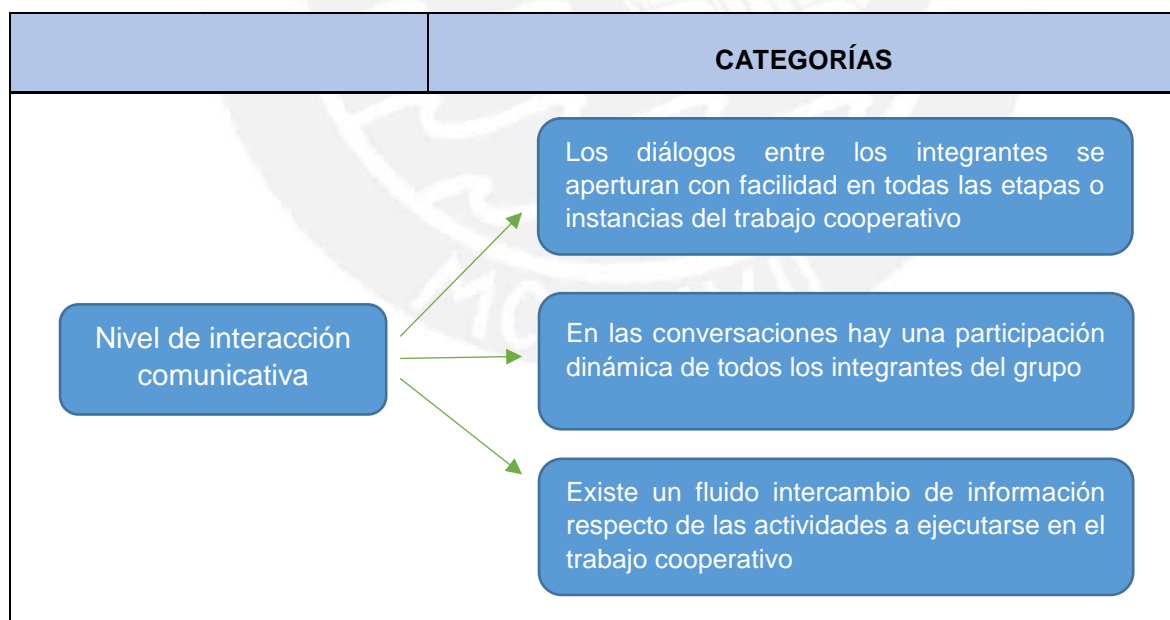 CATEGORÍAS
Los diálogos entre los integrantes se
aperturan con facilidad en todas las etapas o
instancias del trabajo cooperativo
Nivel de interacción
comunicativa
En las conversaciones hay una participación
dinámica de todos los integrantes del grupo
Existe un fluido intercambio de información
respecto de las actividades a ejecutarse en el
trabajo cooperativo